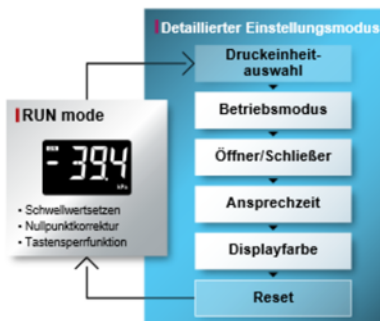 Detaillierter Einstellungsmodus
Druckeinheit-
auswahl
Betriebsmodus
Öffner/Schließer
Ansprechzeit
Displayfarbe
Reset
RUN mode
-39.4
kPa
• Schwellwertsetzen
• Nullpunktkorrektur
• Tastensperrfunktion